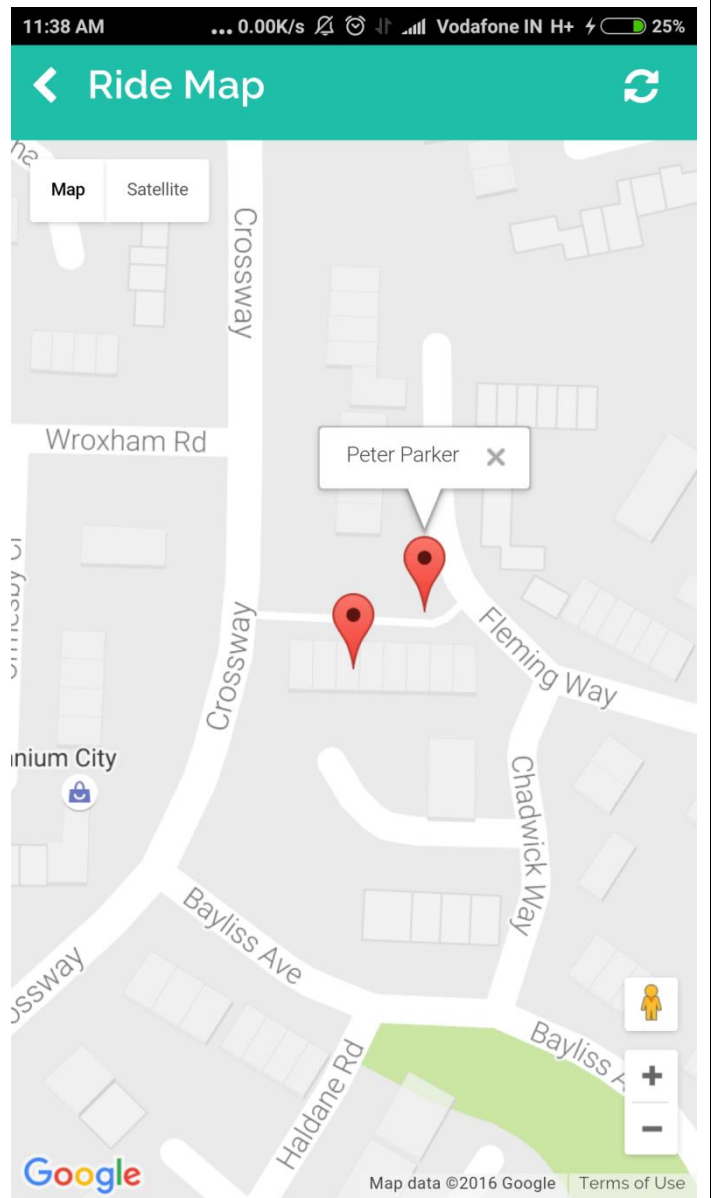 11:38 AM ... 0.00K/s Vodafone IN H+ 25%
Ride Map
Map Satellite
Crossway
Wroxham Rd
Peter Parker
Crossway
Fleming Way
nium City
Chadwick Way
Bayliss Ave
ossway
Bayliss A
Haldane Rd
Google
Map data ©2016 Google Terms of Use